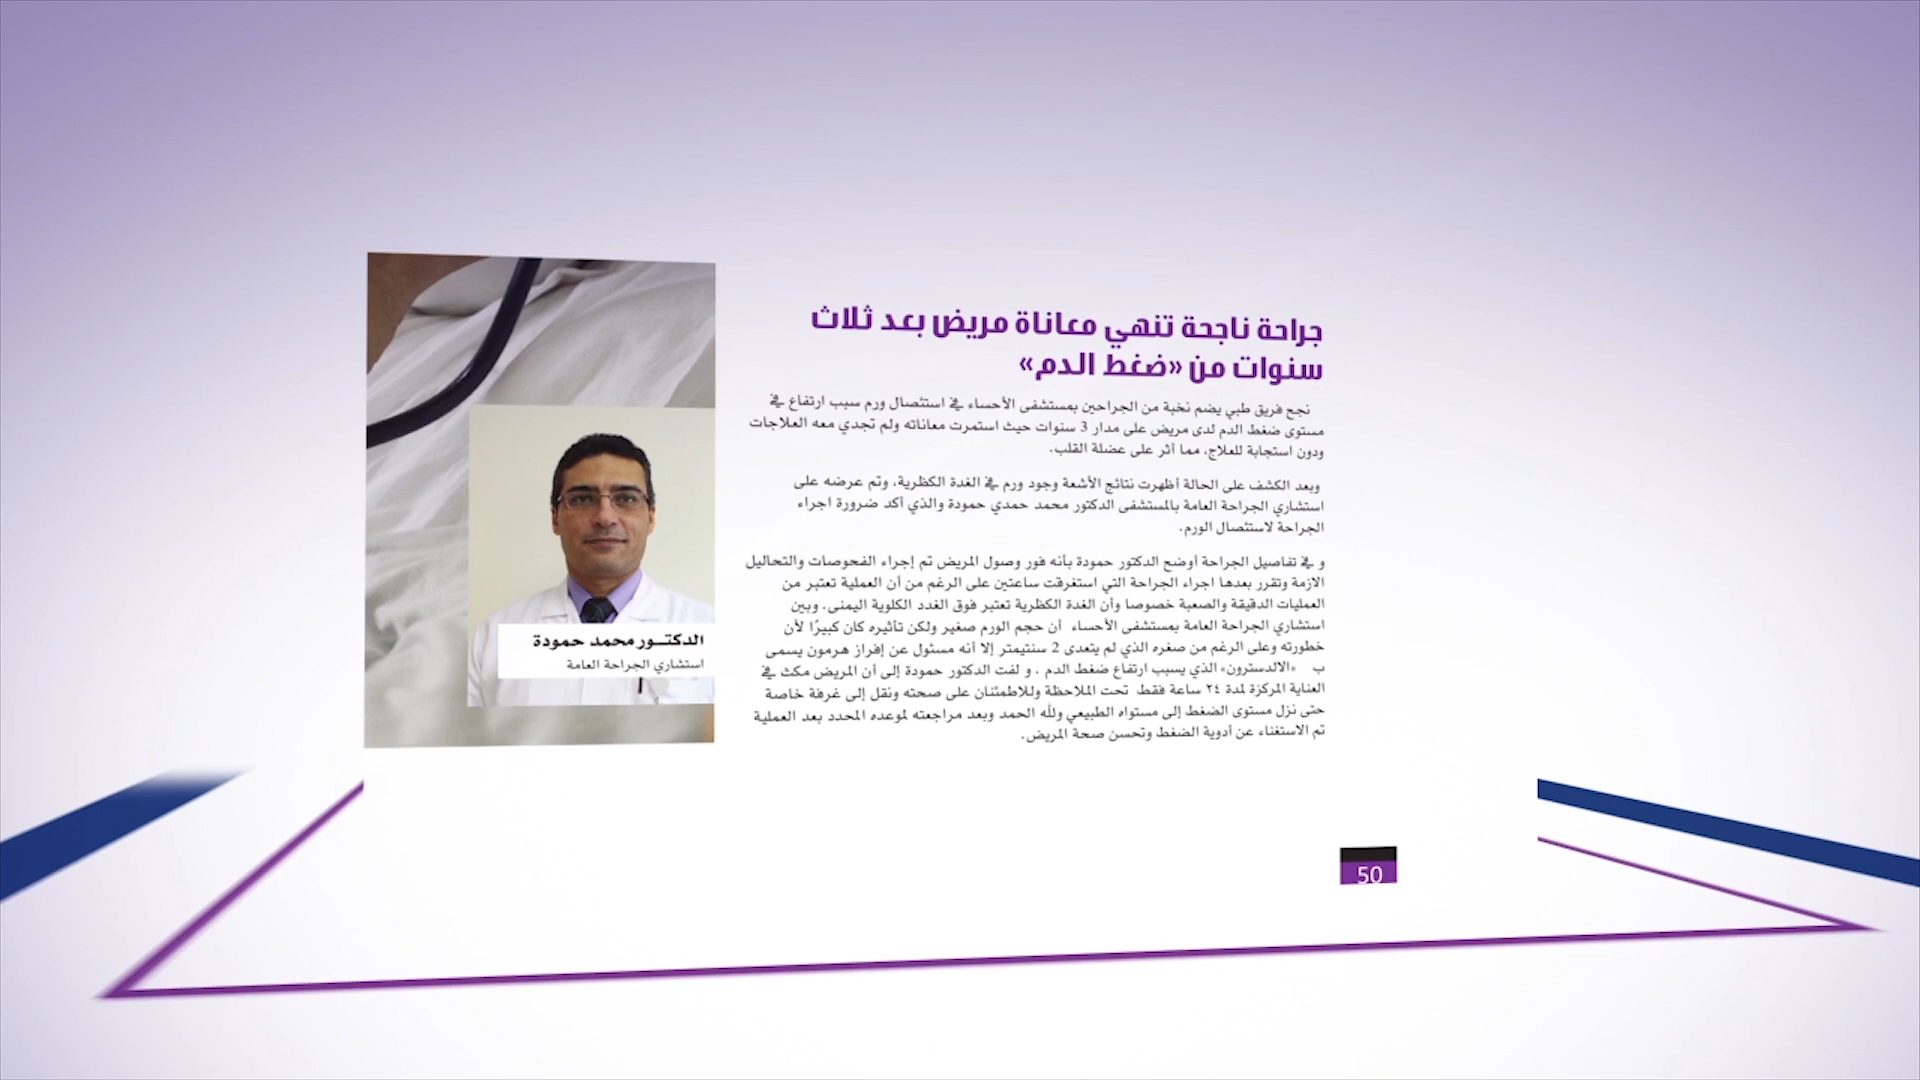 جراحة ناجحة تنهي معاناة مريض بعد ثلاث
سنوات من «ضغط الدم»
نجح فريق طبي يضم نخبة من الجراحين بمستشفى الأحساء في استئصال ورم سبب ارتفاع في
مستوى ضغط الدم لدى مريض على مدار 3 سنوات حيث استمرت معاناته ولم تجدي معه العلاجات
ودون استجابة للعلاج، مما أثر على عضلة القلب.
وبعد الكشف على الحالة أظهرت نتائج الأشعة وجود ورم في الغدة الكظرية، وتم عرضه على
استشاري الجراحة العامة بالمستشفى الدكتور محمد حمدي حمودة والذي أكد ضرورة اجراء
الجراحة لاستئصال الورم.
و في تفاصيل الجراحة أوضح الدكتور حمودة بأنه فور وصول المريض تم إجراء الفحوصات والتحاليل
الازمة وتقرر بعدها اجراء الجراحة التي استغرقت ساعتين على الرغم من أن العملية تعتبر من
العمليات الدقيقة والصعبة خصوصا وأن الغدة الكظرية تعتبر فوق الغدد الكلوية اليمنى. وبين
استشاري الجراحة العامة بمستشفى الأحساء أن حجم الورم صغير ولكن تأثيره كان كبيرًا لأن
خطورته وعلى الرغم من صغره الذي لم يتعدى 2 سنتيمتر إلا أنه مسئول عن إفراز هرمون يسمى
ب «الالدسترون» الذي يسبب ارتفاع ضغط الدم . و لفت الدكتور حمودة إلى أن المريض مكث في
العناية المركزة لمدة ٢٤ ساعة فقط تحت الملاحظة وللاطمئنان على صحته ونقل إلى غرفة خاصة
حتى نزل مستوى الضغط إلى مستواه الطبيعي ولله الحمد وبعد مراجعته لموعده المحدد بعد العملية
تم الاستغناء عن أدوية الضغط وتحسن صحة المريض.
الدكتـــور محمد حمودة
استشاري الجراحة العامة
50